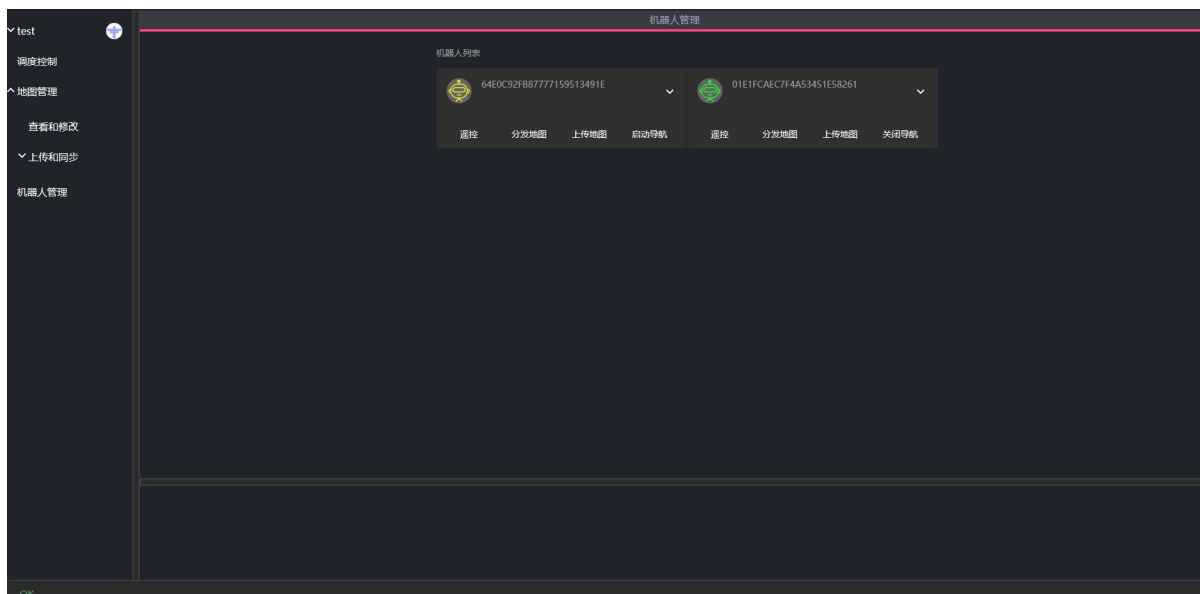 机器人管理
test
调度控制
地图管理
查看和修改
上传和同步
机器人管理
机器人列表
64E0C92FB87777159513491E
遥控 分发地图 上传地图 启动导航
01E1FCAEC7F4A53451E58261
遥控 分发地图 上传地图 关闭导航
OK